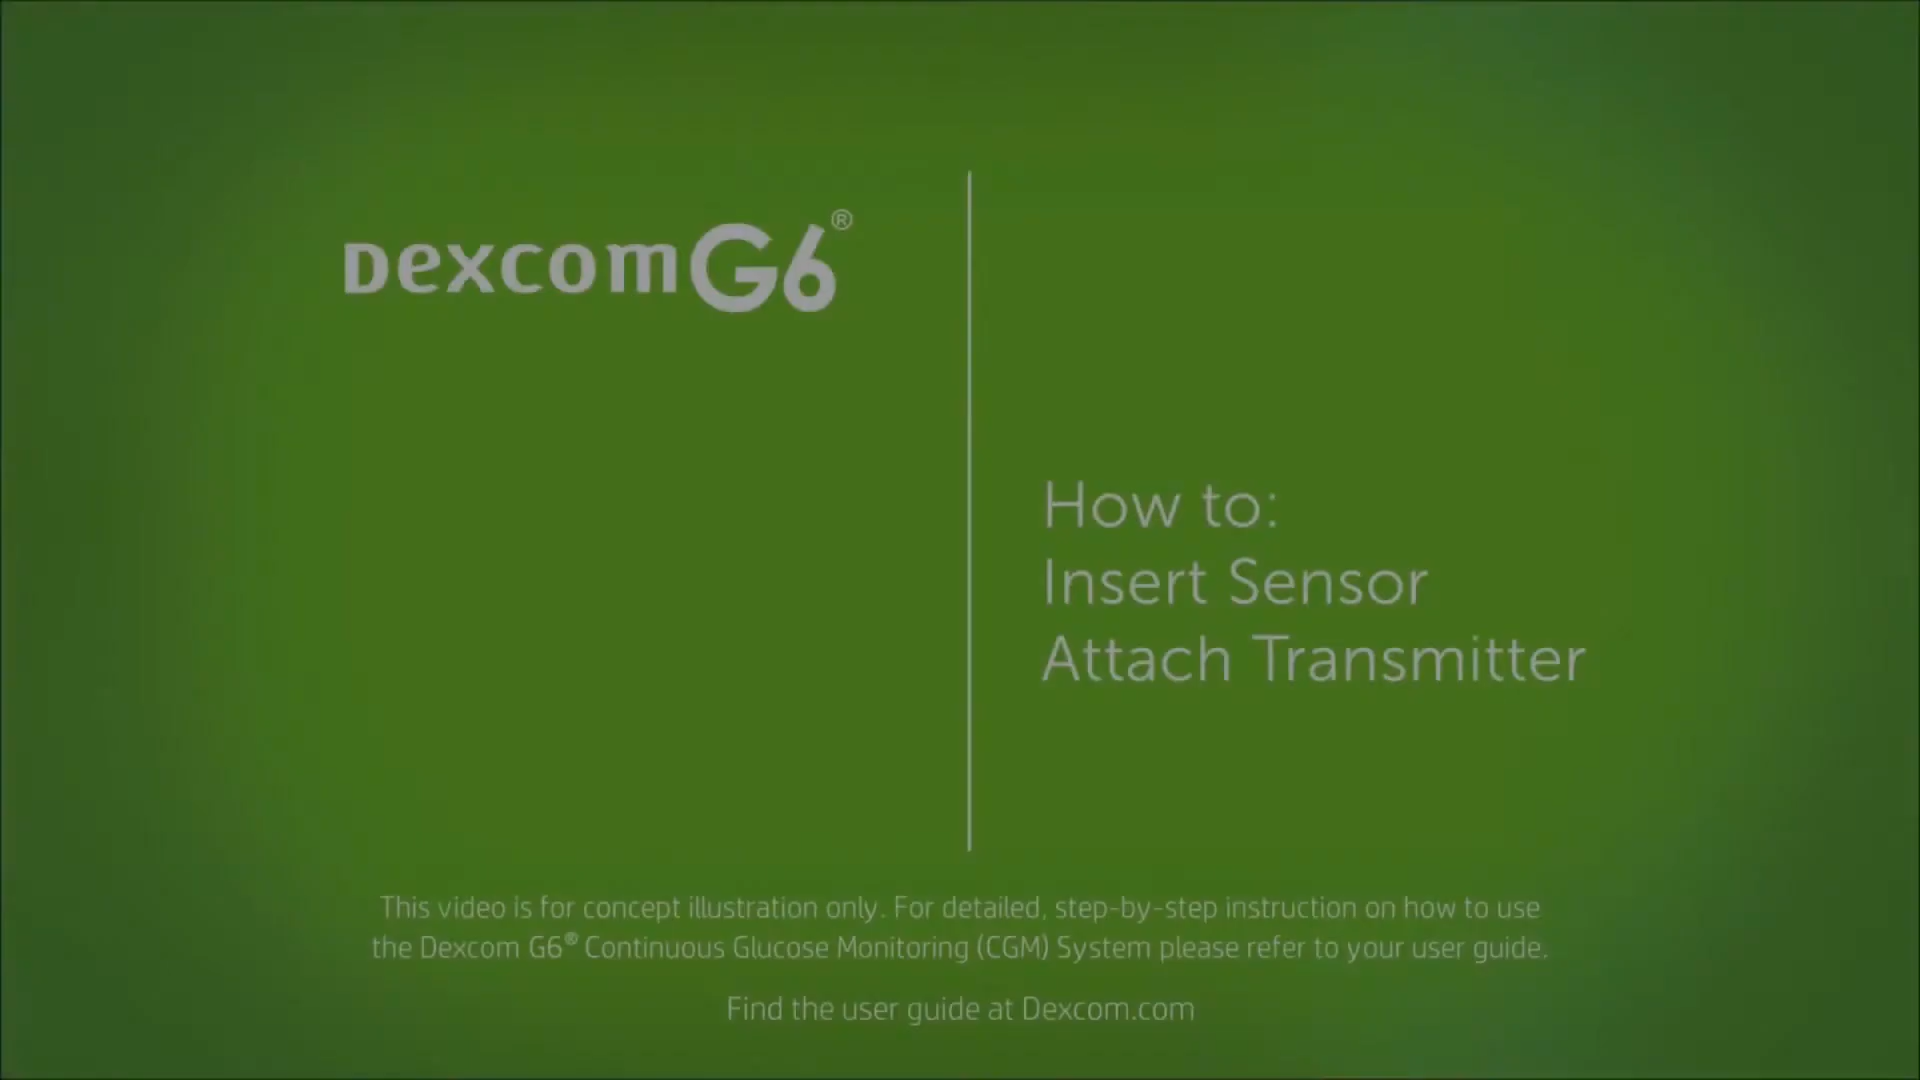 Dexcom G6®
How to:
Insert Sensor
Attach Transmitter
This video is for concept illustration only. For detailed, step-by-step instruction on how to use
the Dexcom G6® Continuous Glucose Monitoring (CGM) System please refer to your user guide.
Find the user guide at Dexcom.com